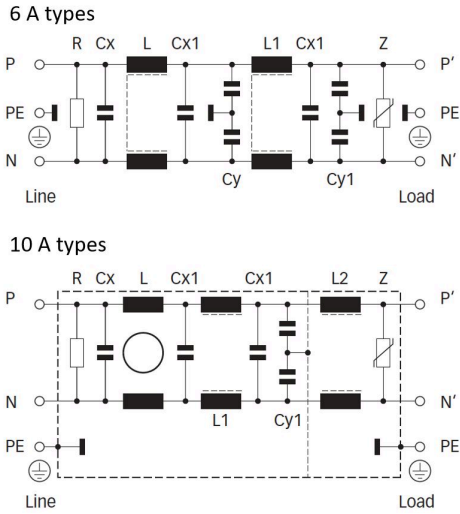 6 A types
R Cx L Cx1 L1 Cx1 Z
P P‘
PE PE
N N‘
Cy Cy1
Line Load
10 A types
R Cx L Cx1 Cx1 L2 Z
P P‘
N N‘
L1 Cy1
PE PE
Line Load